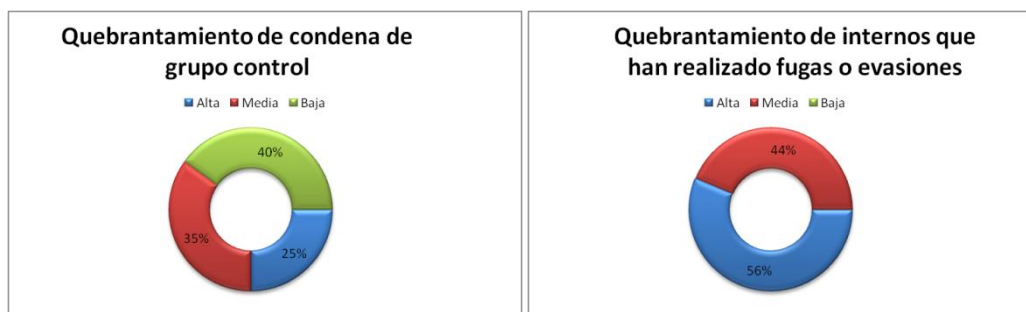 Quebrantamiento de condena de
grupo control
Alta Media Baja
40%
35%
25%
Quebrantamiento de internos que
han realizado fugas o evasiones
Alta Media Baja
44%
56%